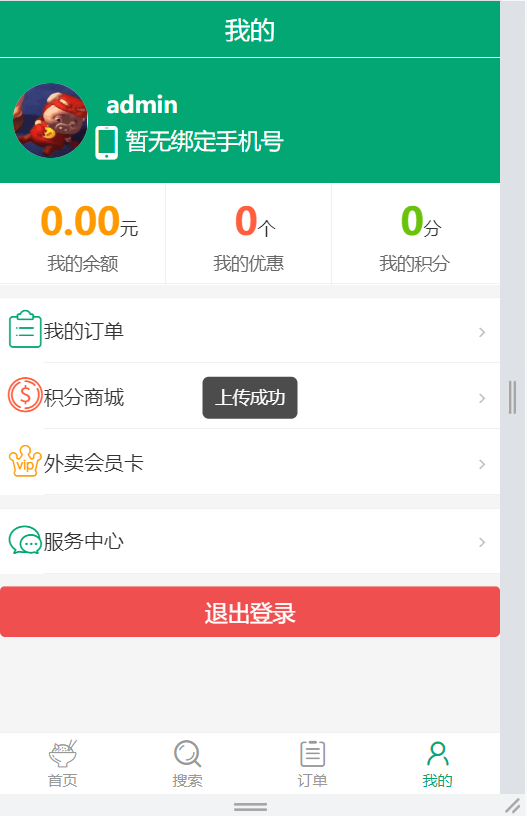 我的
admin
暂无绑定手机号
0.00元
0个
0分
我的余额
我的优惠
我的积分
我的订单
积分商城
上传成功
vip
外卖会员卡
服务中心
退出登录
首页
搜索
订单
我的